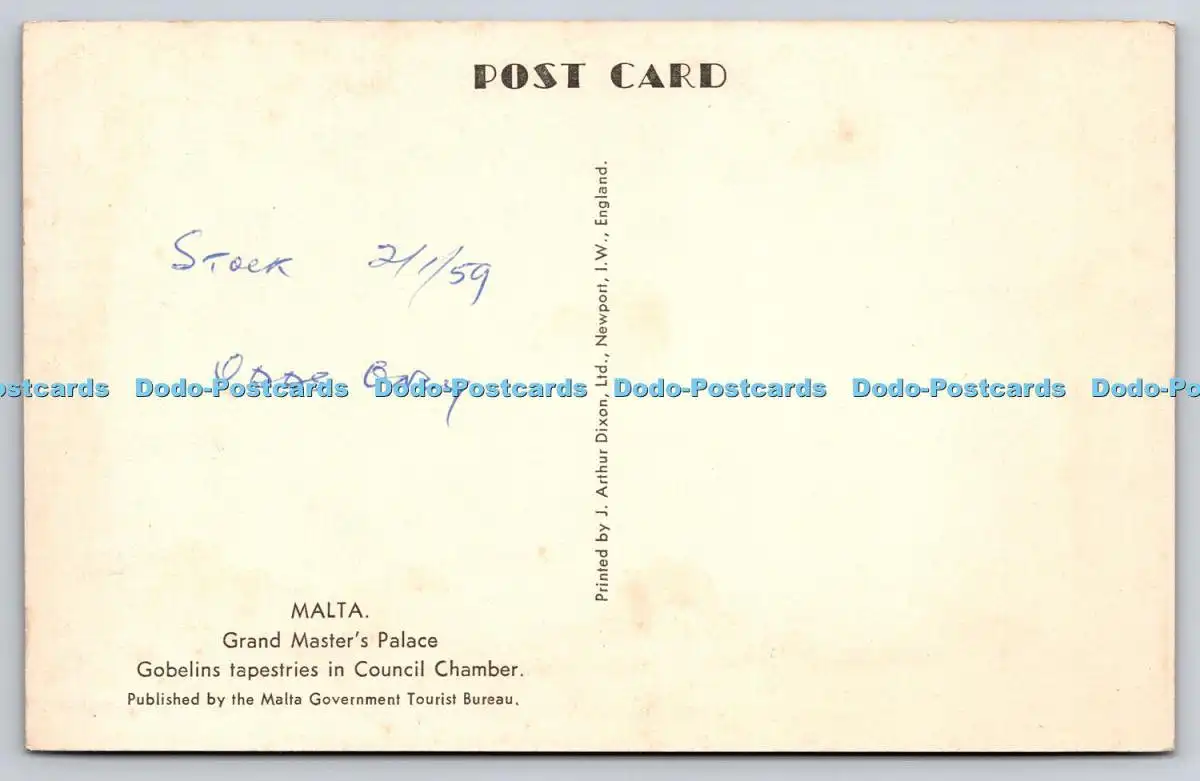 POST CARD
Stock 2/1/59
MALTA.
Grand Master's Palace
Gobelins tapestries in Council Chamber.
Published by the Malta Government Tourist Bureau.
Printed by J. Arthur Dixon, Ltd., Newport, I.W., England.
ostcards Dodo-Postcards Dodo-Postcards Dodo-Postcards Dodo-Postcards Dodo-Po